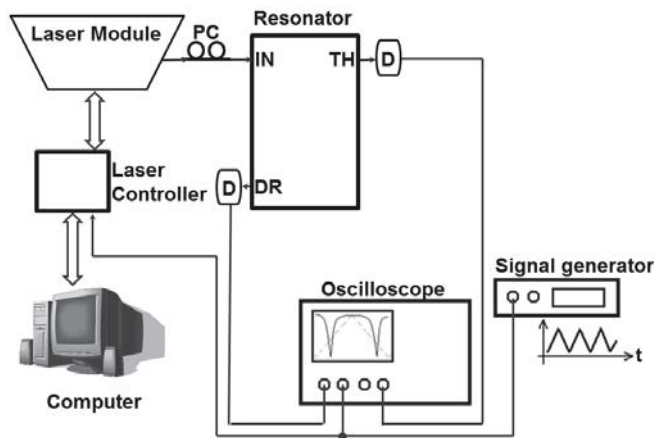 Laser Module
PC
Resonator
IN
TH
D
Laser
Controller
D
DR
Oscilloscope
Signal generator
t
Computer